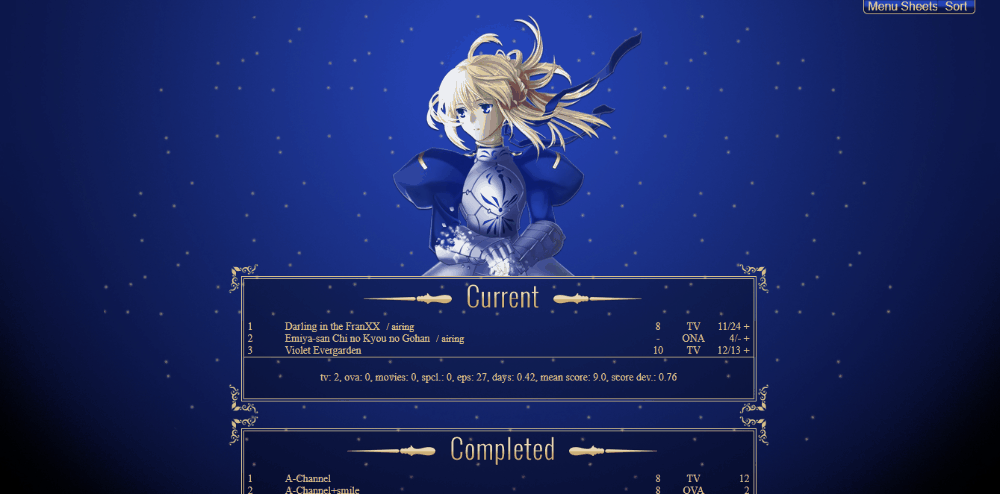 Menu Sheets Sort
Current
1 Darling in the FranXX / airing 8 TV 11/24 +
2 Emiya-san Chi no Kyou no Gohan / airing - ONA 4/- +
3 Violet Evergarden 10 TV 12/13 +
tv: 2, ova: 0, movies: 0, spcl.: 0, eps: 27, days: 0.42, mean score: 9.0, score dev.: 0.76
Completed
1 A-Channel 8 TV 12
2 A-Channel+smile 8 OVA 2